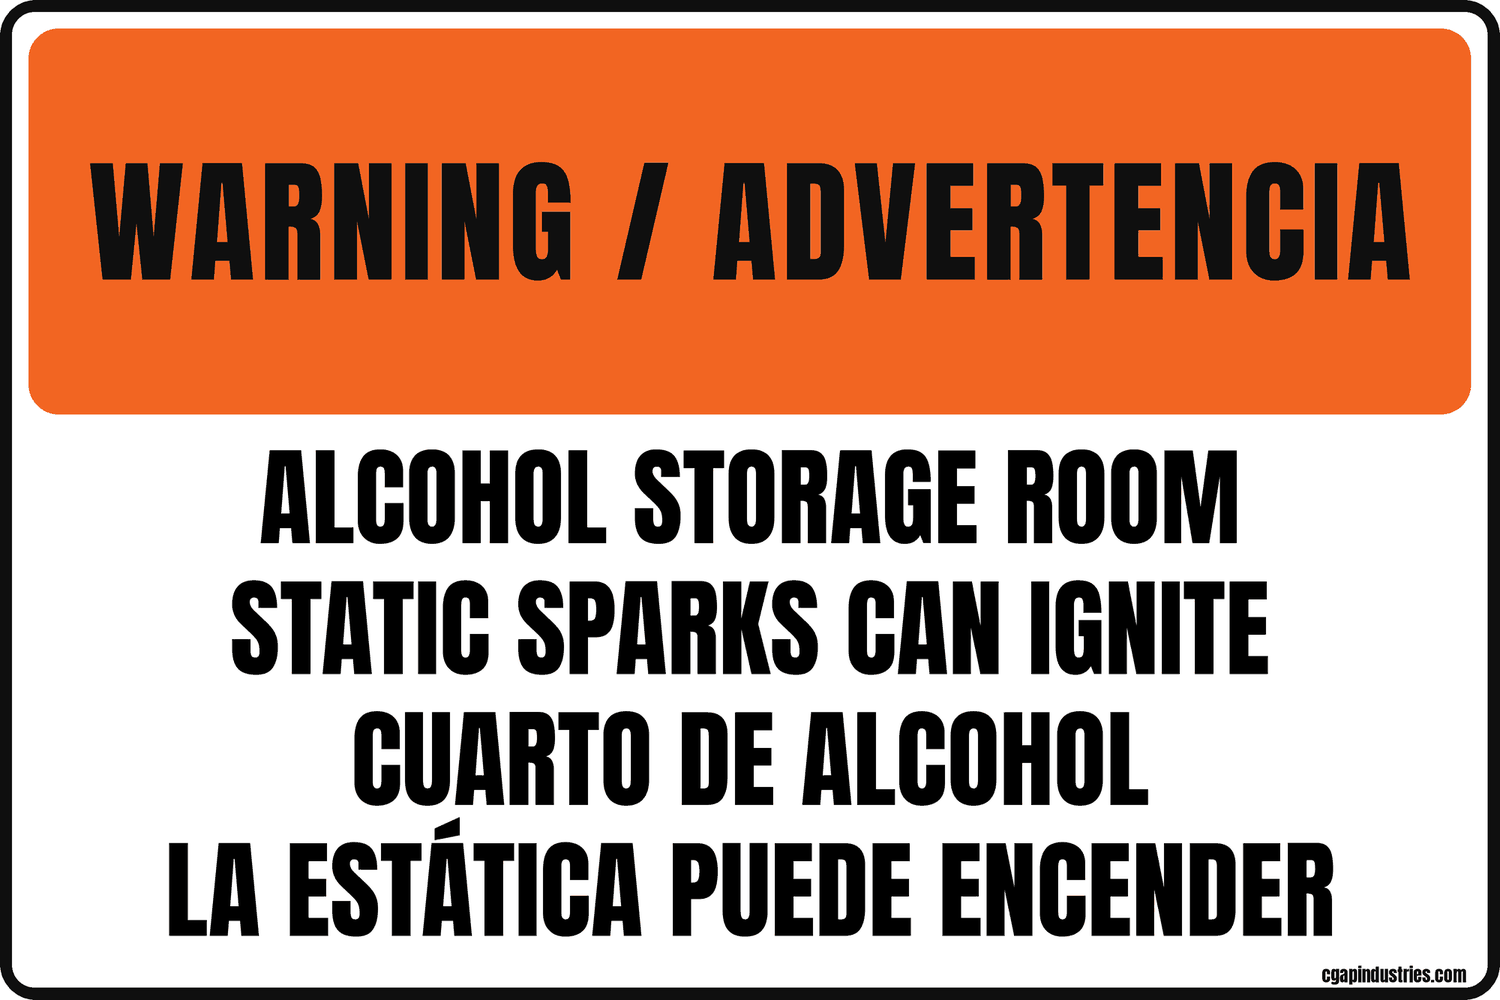 WARNING / ADVERTENCIA
ALCOHOL STORAGE ROOM
STATIC SPARKS CAN IGNITE
CUARTO DE ALCOHOL
LA ESTÁTICA PUEDE ENCENDER
cgapindustries.com